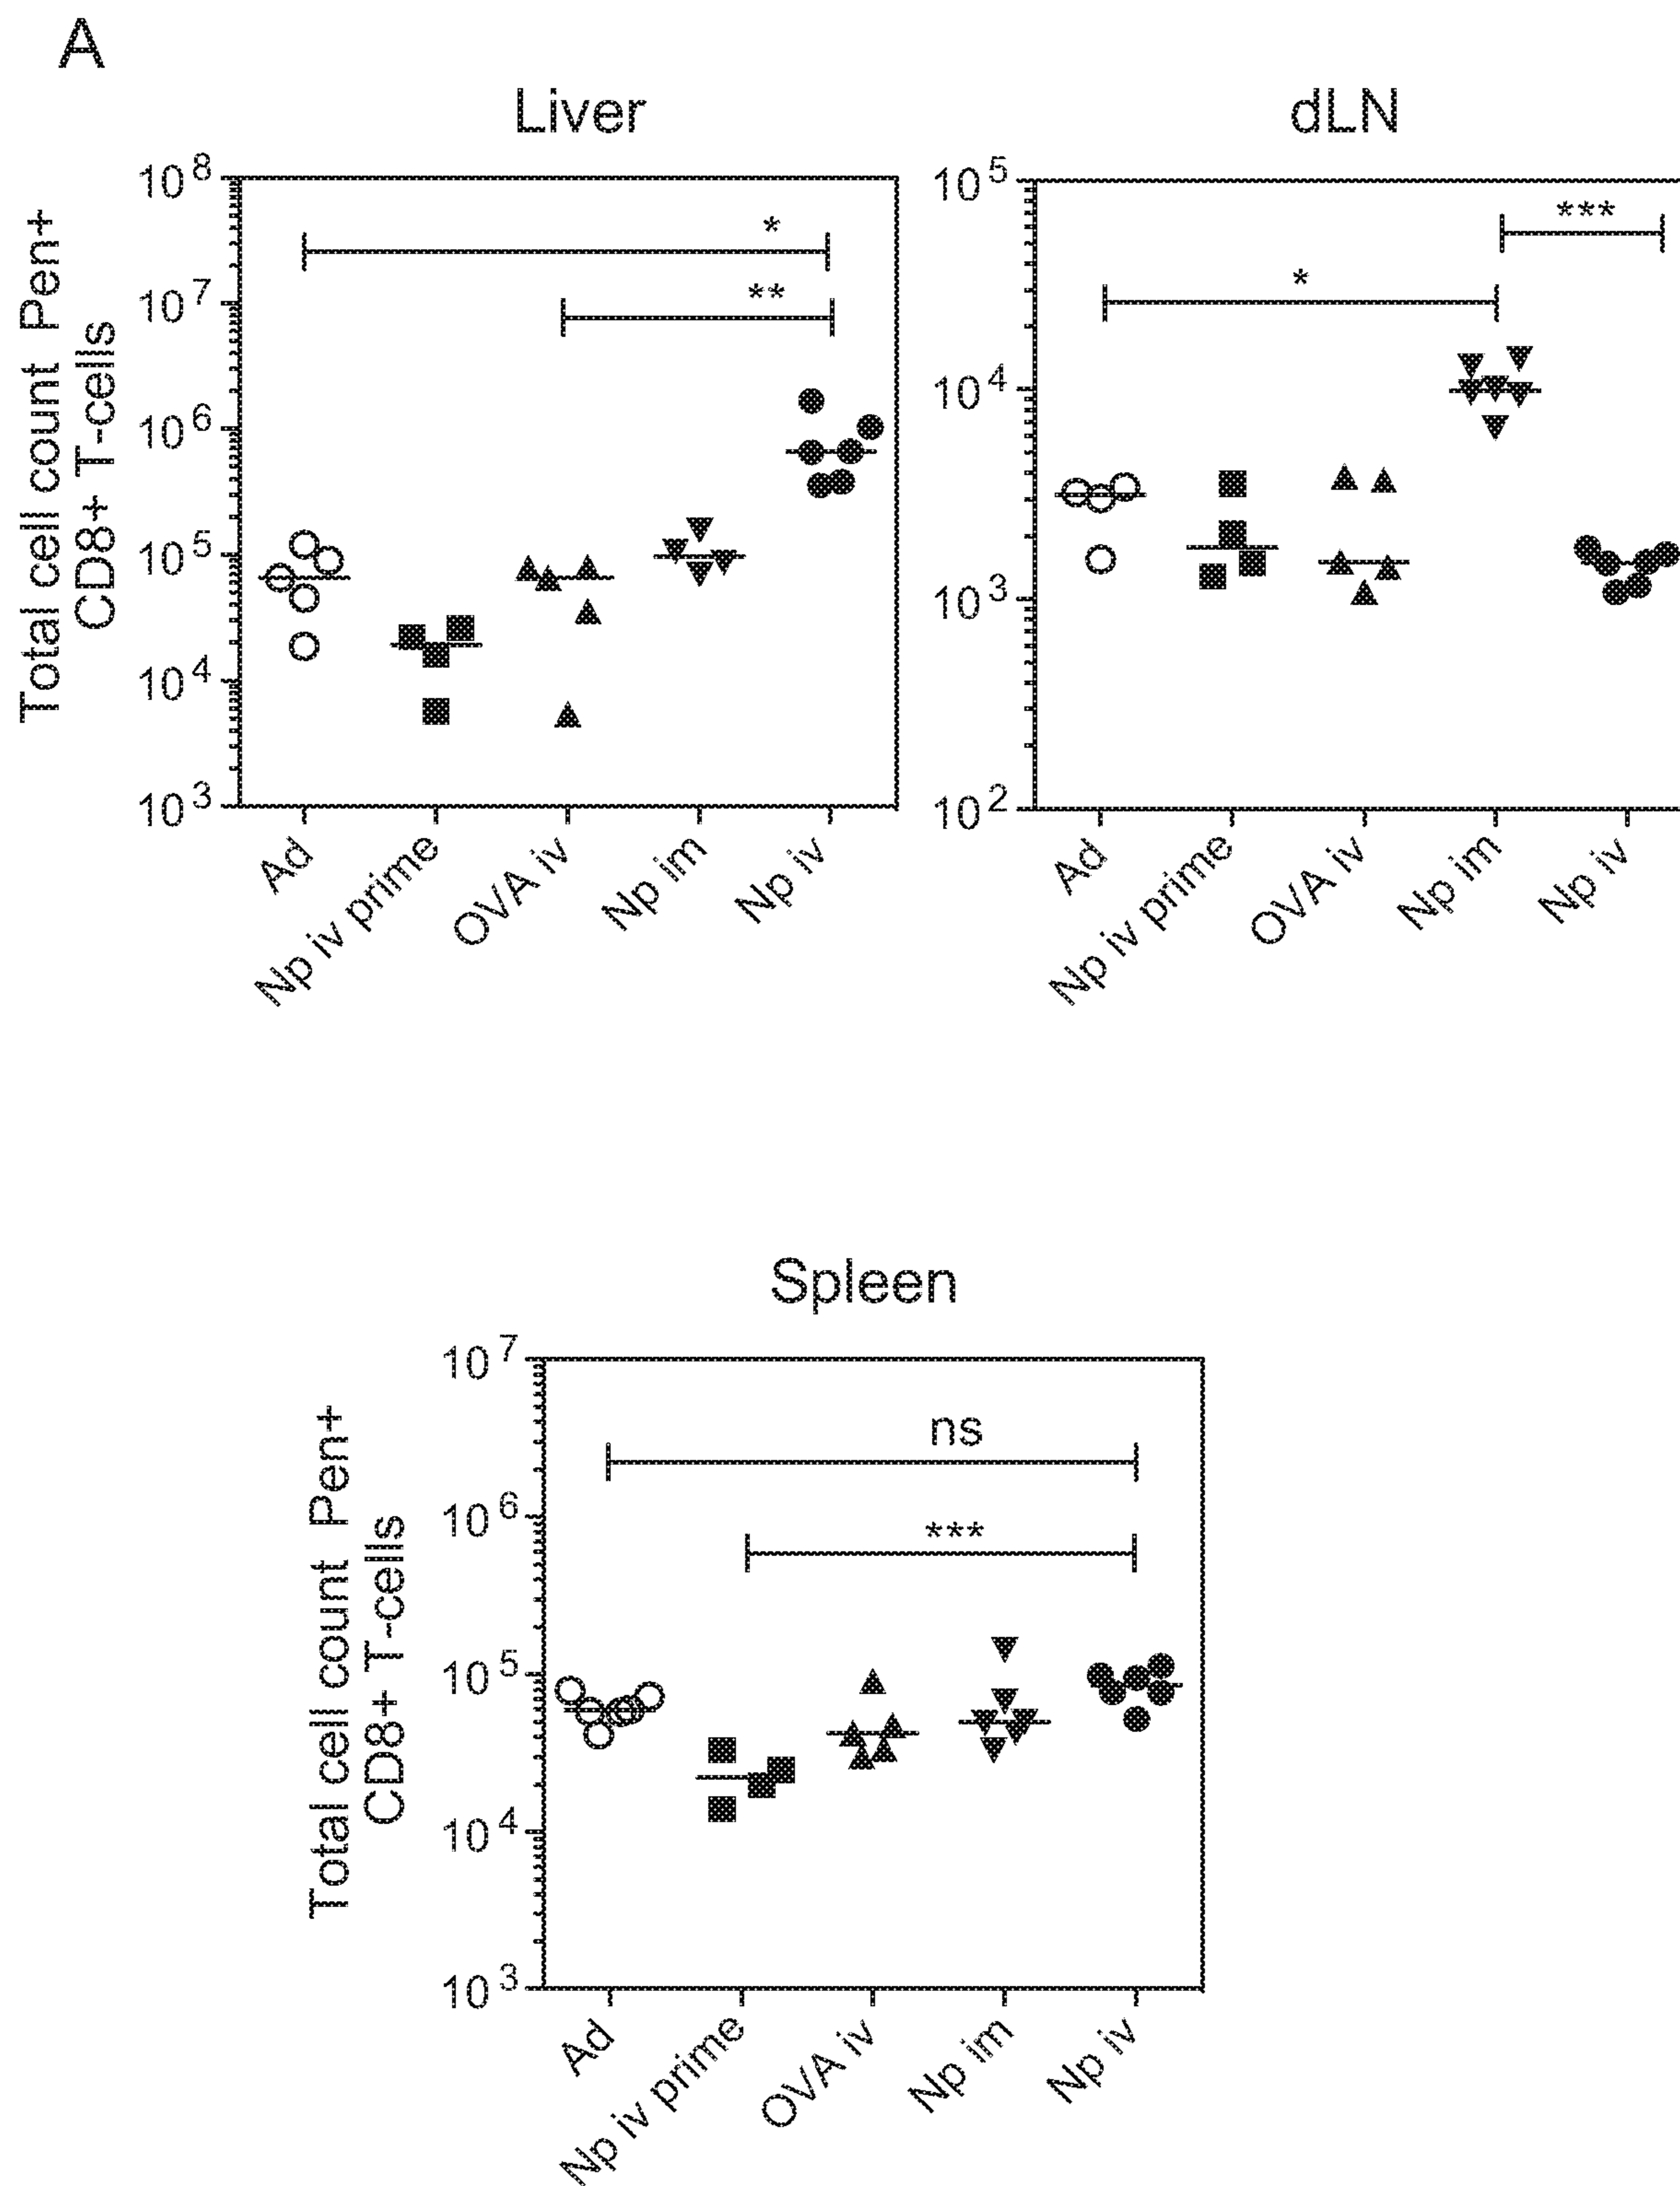 A
Liver
Total cell count Pen+
CD8+ T-cells
10^8
10^7
10^6
10^5
10^4
10^3
*
**
Ad
Np iv prime
OVA iv
Np im
Np iv
dLN
10^5
10^4
10^3
10^2
***
*
Ad
Np iv prime
OVA iv
Np im
Np iv
Spleen
Total cell count Pen+
CD8+ T-cells
10^7
10^6
10^5
10^4
10^3
ns
***
Ad
Np iv prime
OVA iv
Np im
Np iv